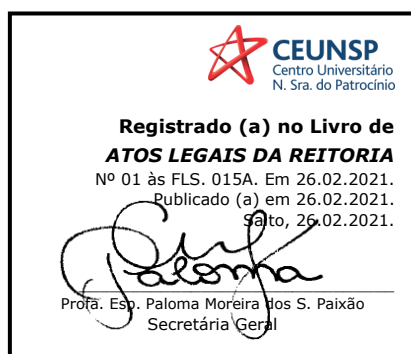 CEUNSP
Centro Universitário
N. Sra. do Patrocínio
Registrado (a) no Livro de
ATOS LEGAIS DA REITORIA
Nº 01 às FLS. 015A. Em 26.02.2021.
Publicado (a) em 26.02.2021.
Salto, 26.02.2021.
Paloma
Profa. Esp. Paloma Moreira dos S. Paixão
Secretária Geral